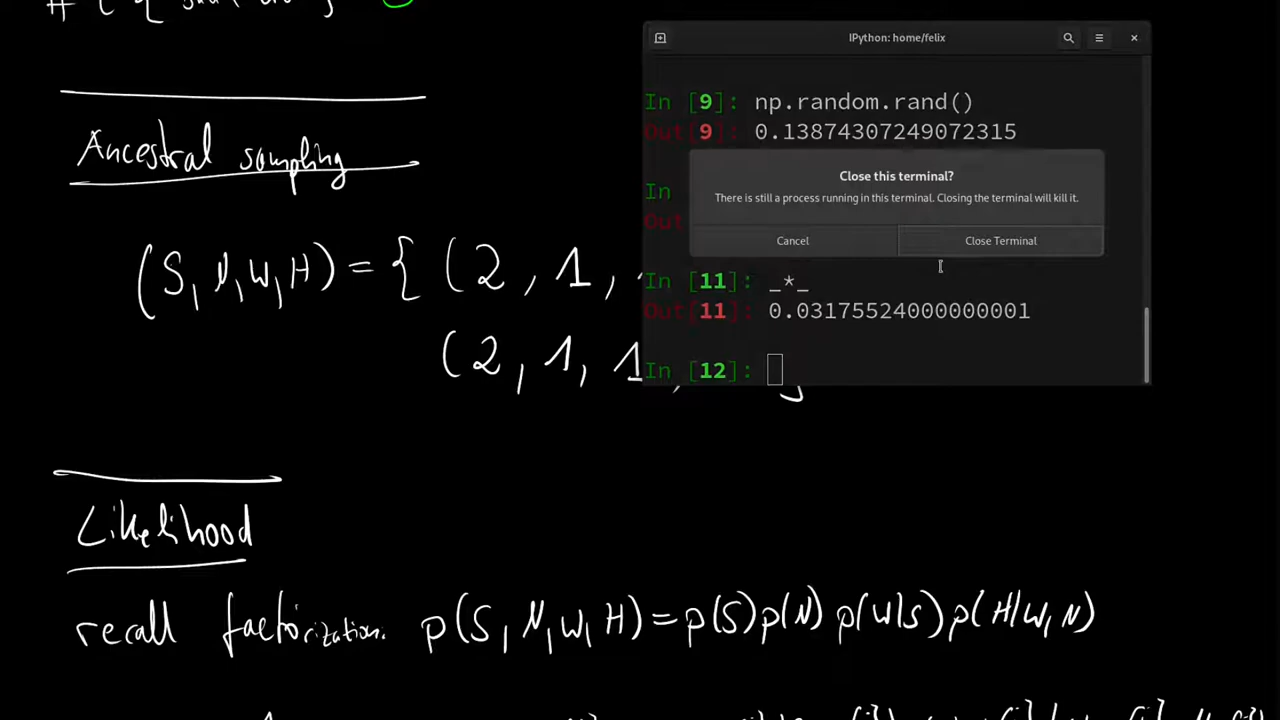 IPython: home/felix
In [9]: np.random.rand()
Out[9]: 0.13874307249072315
Ancestral sampling
Close this terminal?
There is still a process running in this terminal. Closing the terminal will kill it.
In
Out
Cancel
Close Terminal
(S, N, W, H) = { (2, 1,
In [11]: _*_
Out[11]: 0.03175524000000001
(2, 1, 1,
In [12]:
Likelihood
recall factorization. p(S, N, W, H) = p(S) p(N) p(W|S) p(H|W, N)